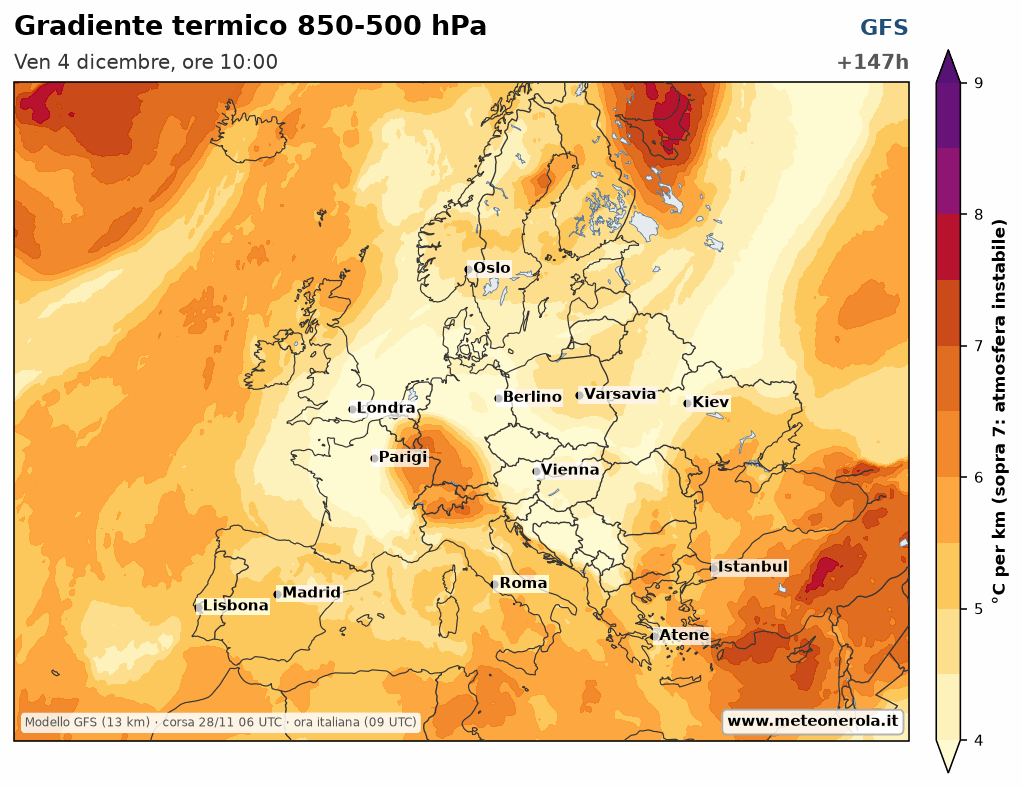 Gradiente termico 850-500 hPa
GFS
Ven 4 dicembre, ore 10:00
+147h
9
8
7
6
5
4
°C per km (sopra 7: atmosfera instabile)
Oslo
Berlino
Varsavia
Kiev
Londra
Parigi
Vienna
Istanbul
Roma
Madrid
Lisbona
Atene
Modello GFS (13 km) · corsa 28/11 06 UTC · ora italiana (09 UTC)
www.meteonerola.it